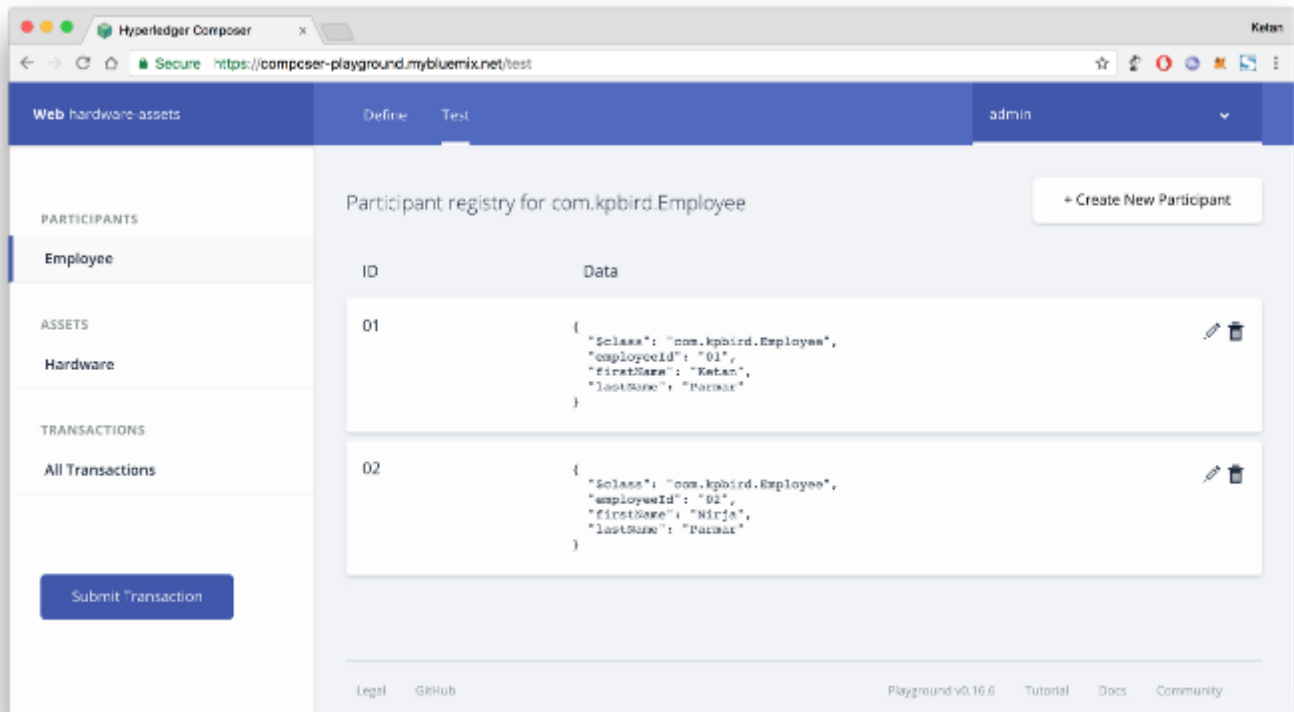 Hyperledger Composer
Ketan
Secure https://composer-playground.mybluemix.net/test
Web hardware-assets
Define Test
admin
PARTICIPANTS
Employee
ASSETS
Hardware
TRANSACTIONS
All Transactions
Submit Transaction
Participant registry for com.kpbird.Employee
+ Create New Participant
ID Data
01
{
"$class": "com.kpbird.Employee",
"employeeId": "01",
"firstName": "Ketan",
"lastName": "Parmar"
}
02
{
"$class": "com.kpbird.Employee",
"employeeId": "02",
"firstName": "Nirja",
"lastName": "Parmar"
}
Legal GitHub Playground v0.16.6 Tutorial Docs Community